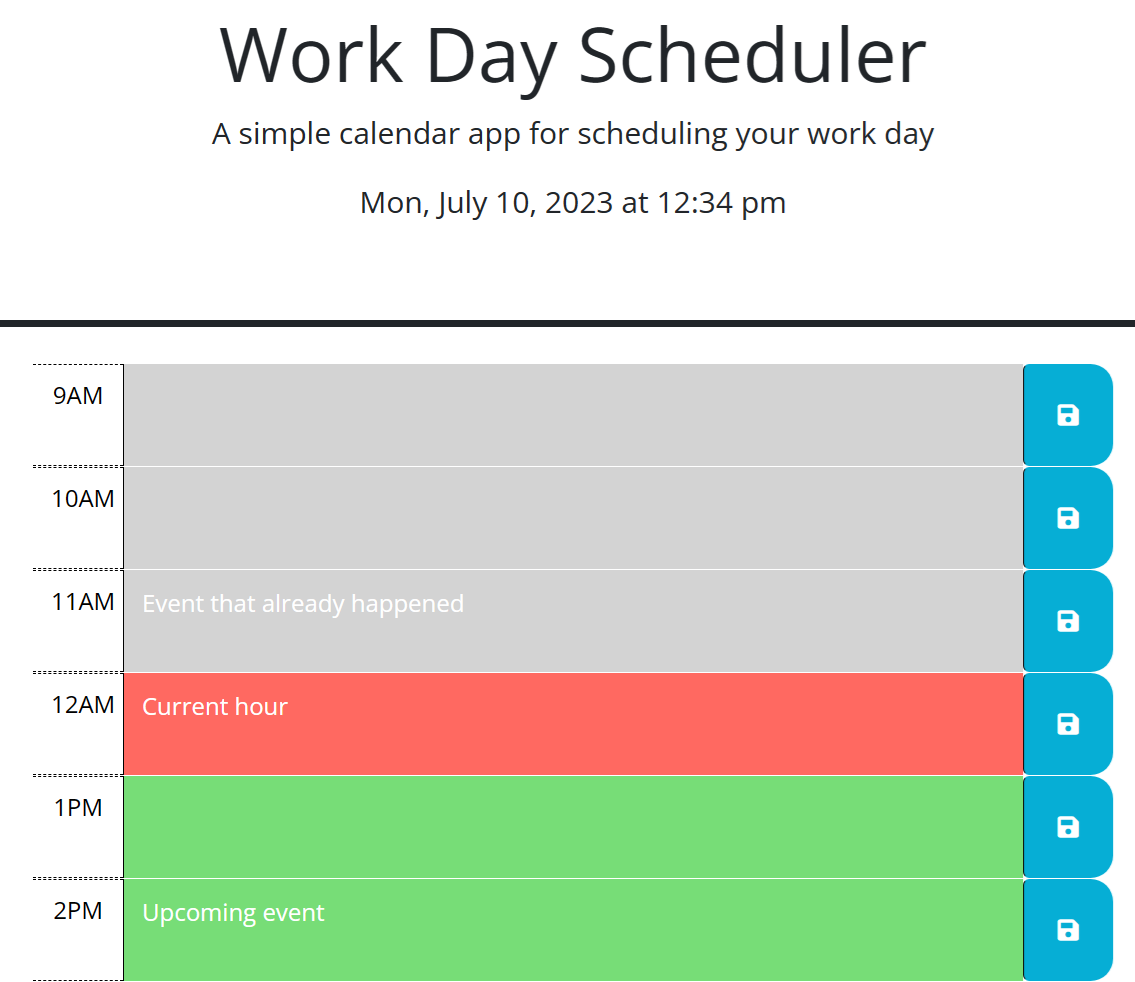 Work Day Scheduler
A simple calendar app for scheduling your work day
Mon, July 10, 2023 at 12:34 pm
9AM
10AM
11AM Event that already happened
12AM Current hour
1PM
2PM Upcoming event